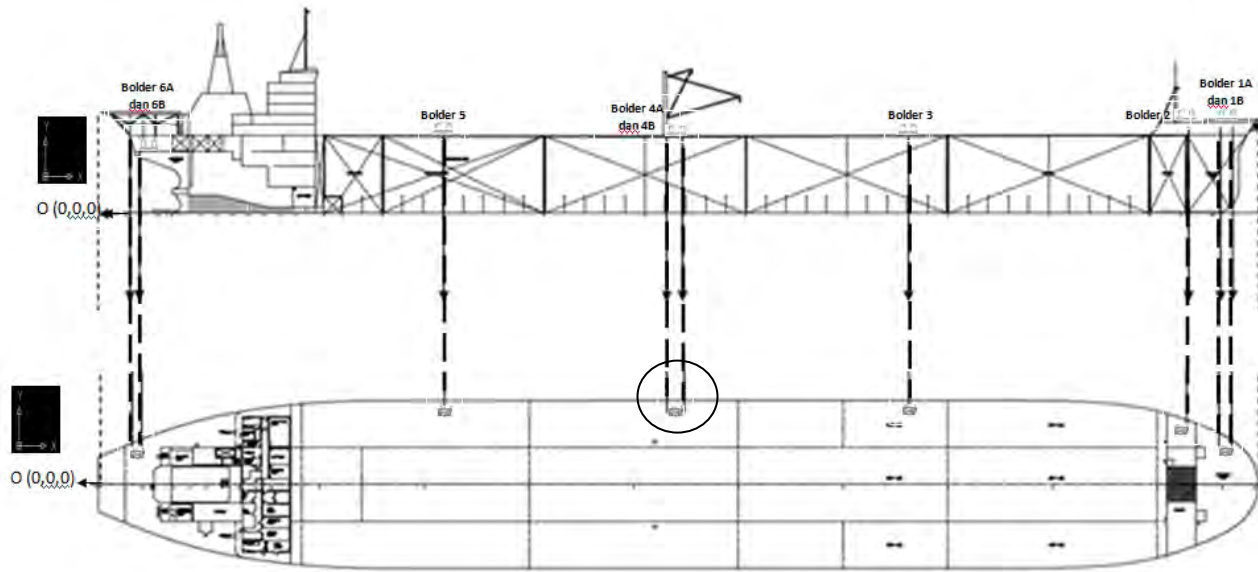 Bolder 6A
dan 6B
Bolder 5
Bolder 4A
dan 4B
Bolder 3
Bolder 2
Bolder 1A
dan 1B
Y
X
O (0,0,0)
Y
X
O (0,0,0)